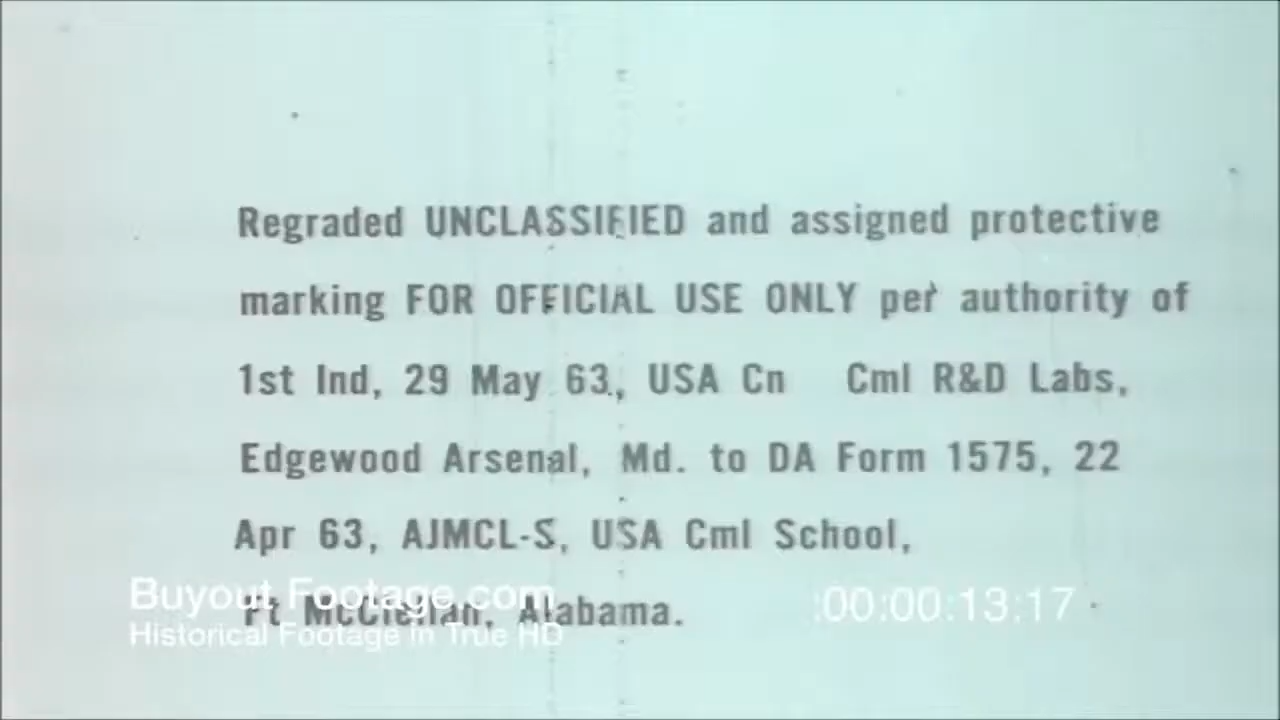 Regraded UNCLASSIFIED and assigned protective
marking FOR OFFICIAL USE ONLY per authority of
1st Ind, 29 May 63, USA Cn Cml R&D Labs,
Edgewood Arsenal, Md. to DA Form 1575, 22
Apr 63, AJMCL-S, USA Cml School,
Buyout Footage.com
Ft McClellan, Alabama.
:00:00:13:17
Historical Footage in True HD